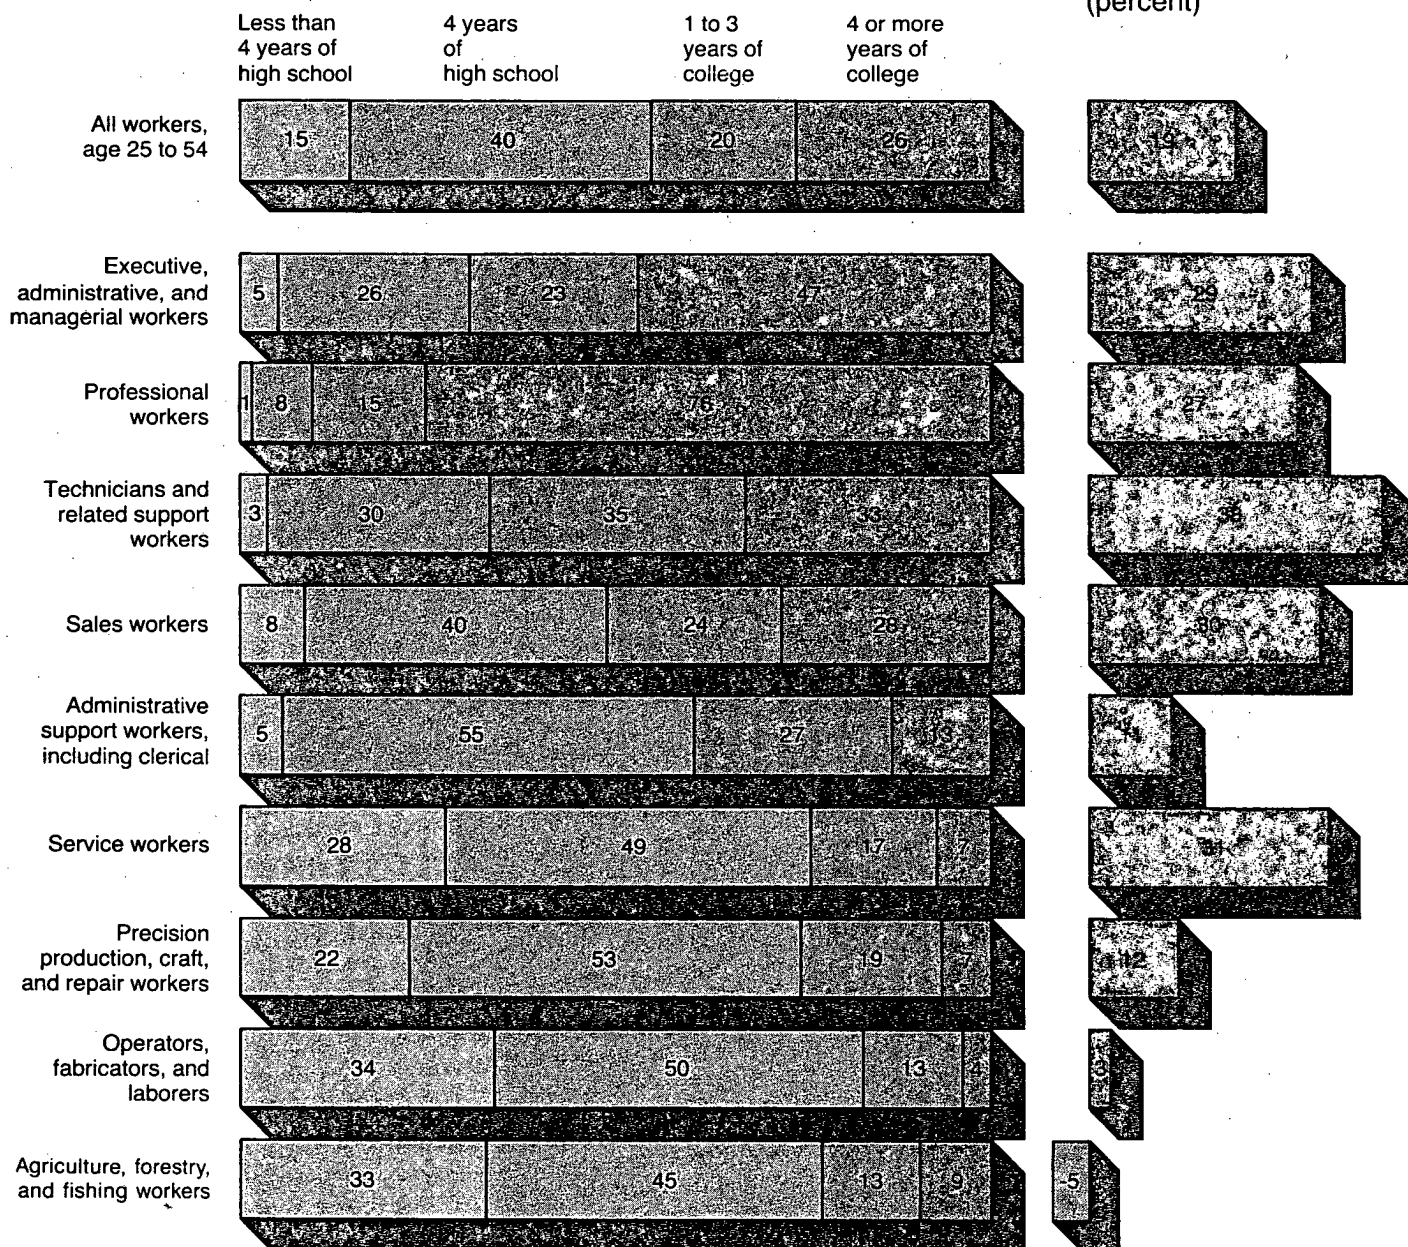 (percent)
Less than
4 years of
high school
4 years
of
high school
1 to 3
years of
college
4 or more
years of
college
All workers,
age 25 to 54
15 40 20 26 19
Executive,
administrative, and
managerial workers
5 26 23 47 29
Professional
workers
1 8 15 76 27
Technicians and
related support
workers
3 30 35 33 38
Sales workers
8 40 24 28 30
Administrative
support workers,
including clerical
5 55 27 13 11
Service workers
28 49 17 7 31
Precision
production, craft,
and repair workers
22 53 19 7 12
Operators,
fabricators, and
laborers
34 50 13 4 3
Agriculture, forestry,
and fishing workers
33 45 13 9 -5